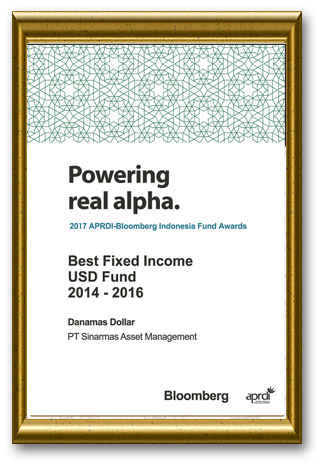 Powering
real alpha.
2017 APRDI-Bloomberg Indonesia Fund Awards
Best Fixed Income
USD Fund
2014 - 2016
Danamas Dollar
PT Sinarmas Asset Management
Bloomberg
aprdi